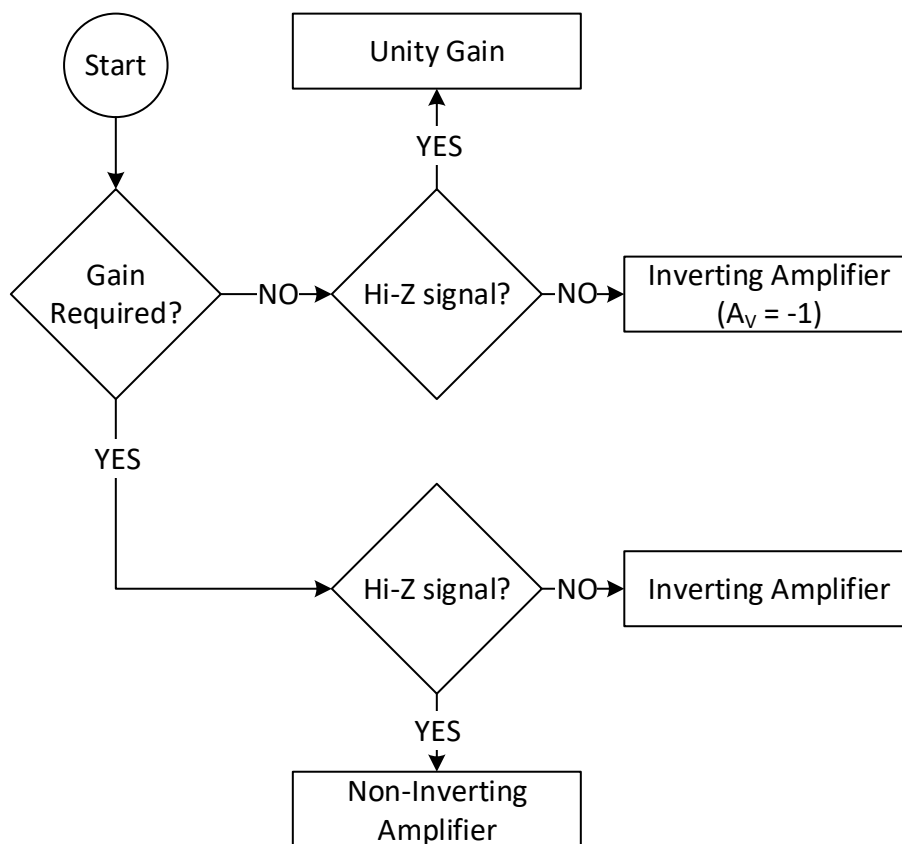 Start
Unity Gain
YES
Gain
Required?
NO
Hi-Z signal?
NO
Inverting Amplifier
(AV = -1)
YES
Hi-Z signal?
NO
Inverting Amplifier
YES
Non-Inverting
Amplifier